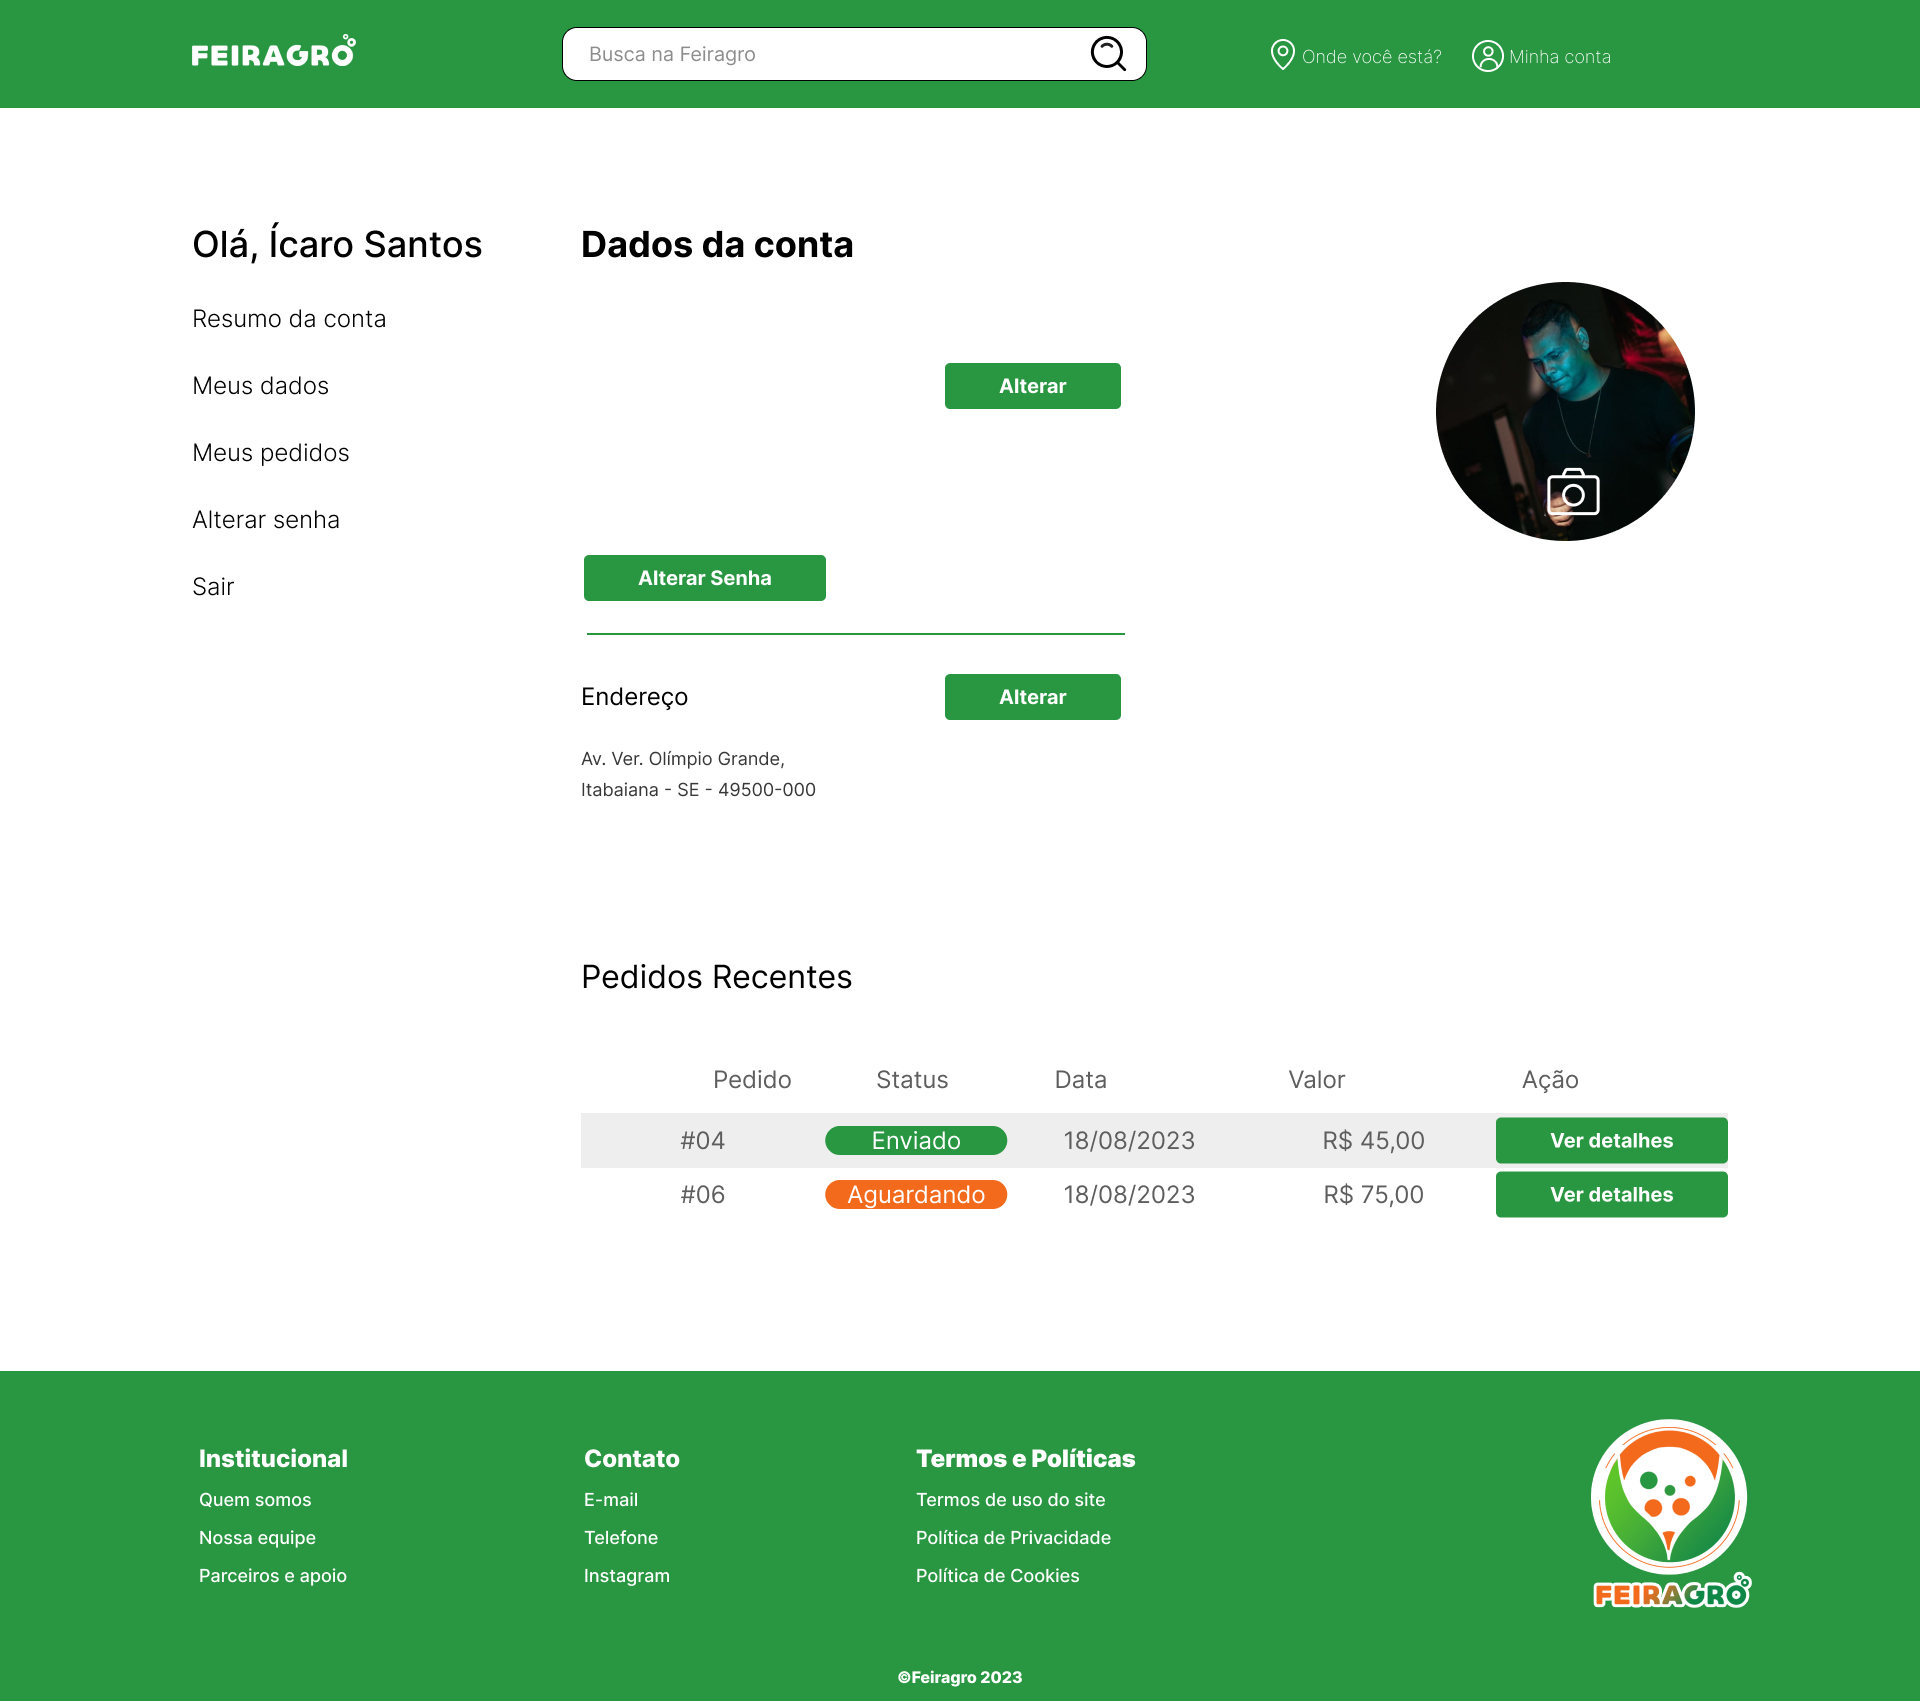 FEIRAGRO
Busca na Feiragro
Onde você está?
Minha conta
Olá, Ícaro Santos
Resumo da conta
Meus dados
Meus pedidos
Alterar senha
Sair
Dados da conta
Alterar
Alterar Senha
Endereço
Alterar
Av. Ver. Olímpio Grande,
Itabaiana - SE - 49500-000
Pedidos Recentes
Pedido Status Data Valor Ação
#04 Enviado 18/08/2023 R$ 45,00 Ver detalhes
#06 Aguardando 18/08/2023 R$ 75,00 Ver detalhes
Institucional
Quem somos
Nossa equipe
Parceiros e apoio
Contato
E-mail
Telefone
Instagram
Termos e Políticas
Termos de uso do site
Política de Privacidade
Política de Cookies
FEIRAGRO
©Feiragro 2023